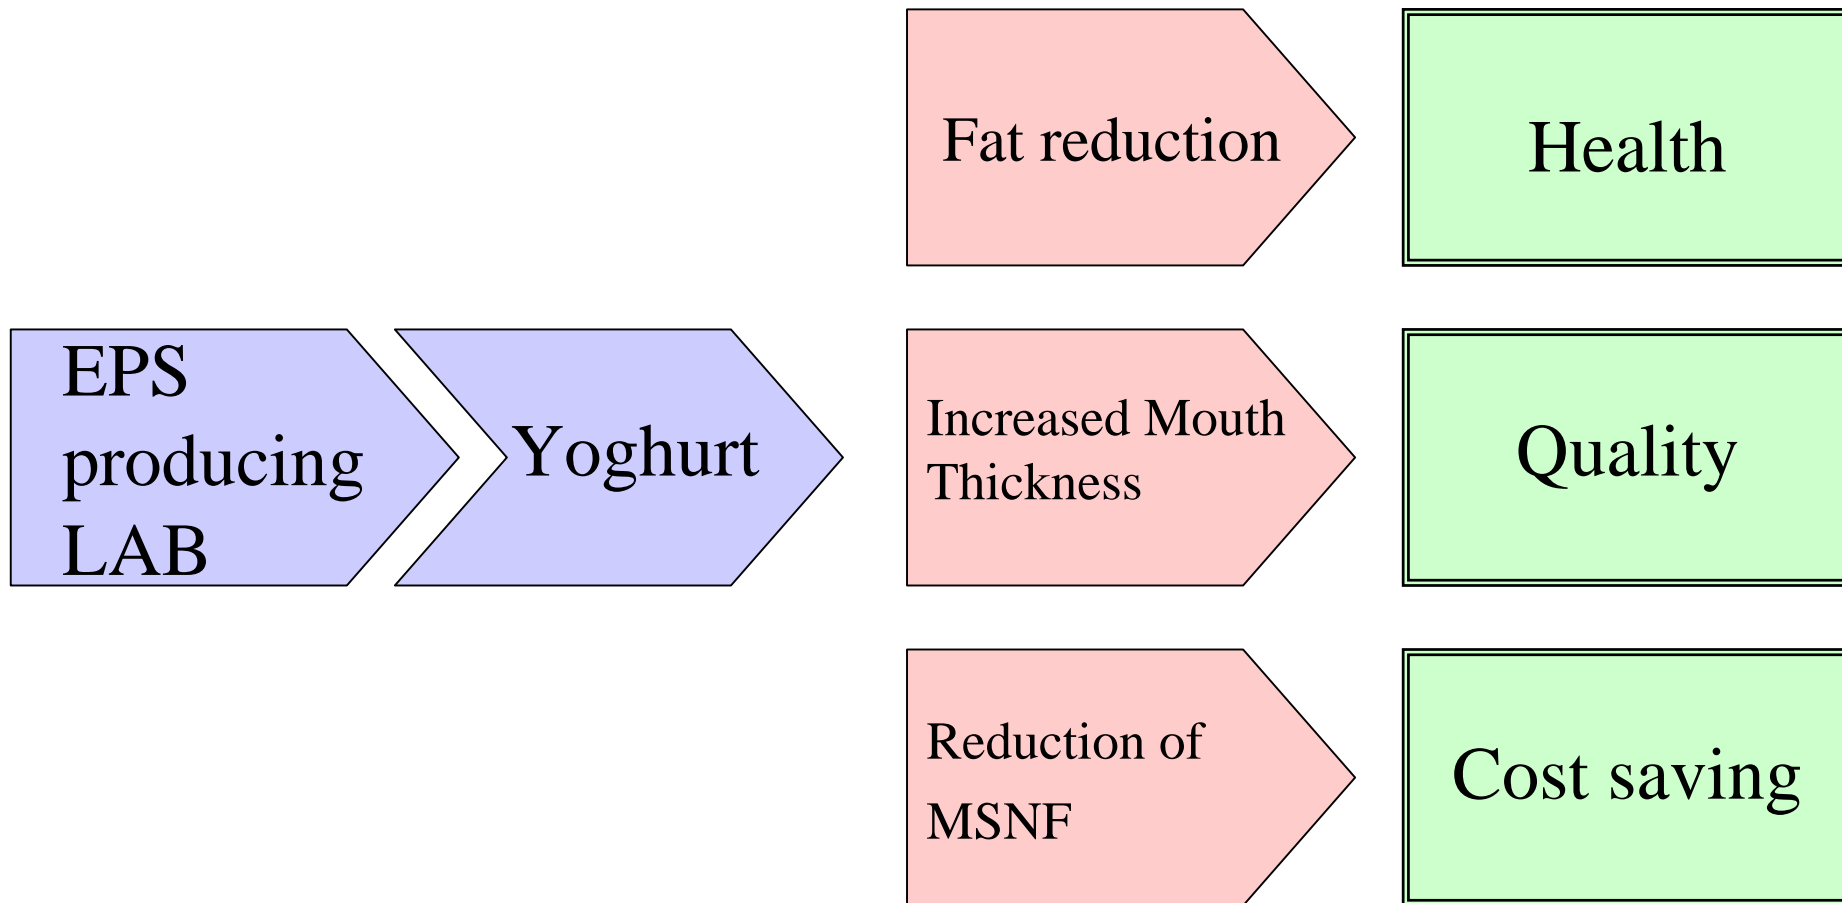 EPS
producing
LAB
Yoghurt
Fat reduction
Health
Increased Mouth
Thickness
Quality
Reduction of
MSNF
Cost saving